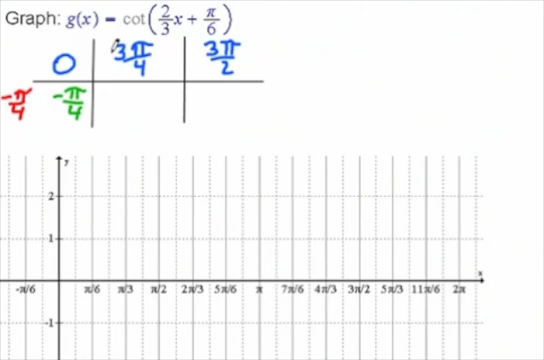 Graph: g(x) = cot(2/3 x + π/6)
0 3π/4 3π/2
-π/4 -π/4
y
2
1
x
-π/6 π/6 π/3 π/2 2π/3 5π/6 π 7π/6 4π/3 3π/2 5π/3 11π/6 2π
-1